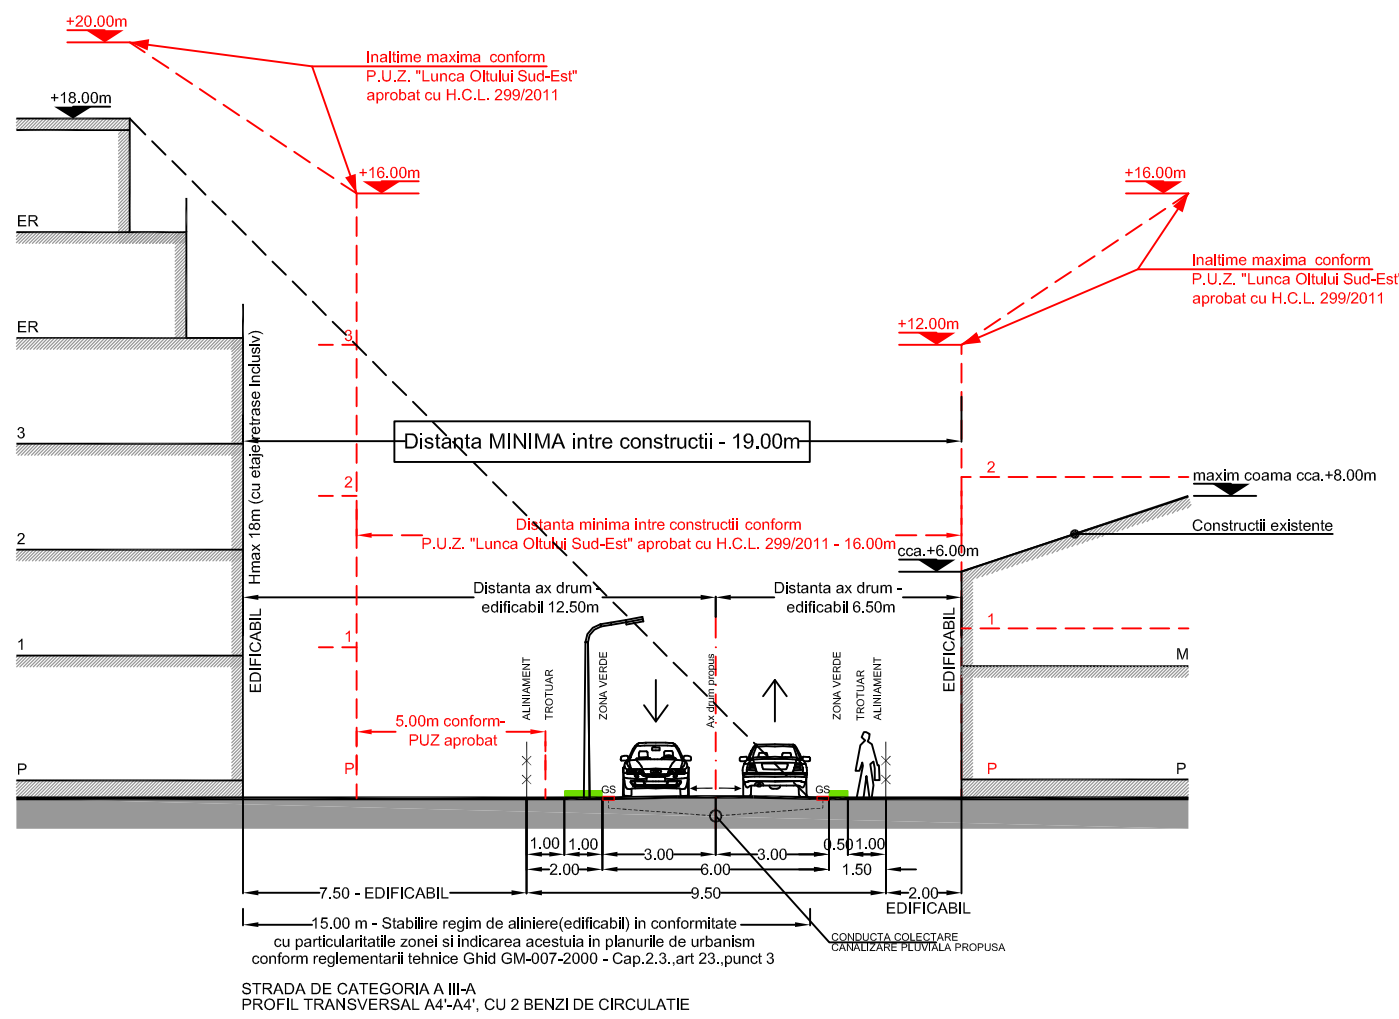 +20.00m
Inaltime maxima conform
P.U.Z. "Lunca Oltului Sud-Est"
aprobat cu H.C.L. 299/2011
+18.00m
+16.00m
+16.00m
ER
Inaltime maxima conform
P.U.Z. "Lunca Oltului Sud-Est"
aprobat cu H.C.L. 299/2011
ER
+12.00m
3
3
Distanta MINIMA intre constructii - 19.00m
Hmax 18m (cu etaje retrase Inclusiv)
2
2
maxim coama cca.+8.00m
Distanta minima intre constructii conform
P.U.Z. "Lunca Oltului Sud-Est" aprobat cu H.C.L. 299/2011 - 16.00m
Constructii existente
2
cca.+6.00m
Distanta ax drum -
edificabil 12.50m
Distanta ax drum -
edificabil 6.50m
EDIFICABIL
EDIFICABIL
1
1
1
M
ALINIAMENT
TROTUAR
ZONA VERDE
Ax drum propus
ZONA VERDE
TROTUAR
ALINIAMENT
5.00m conform
PUZ aprobat
P
P
P
P
GS
GS
1.00
1.00
3.00
3.00
0.50
1.00
2.00
6.00
1.50
7.50 - EDIFICABIL
9.50
2.00
EDIFICABIL
15.00 m - Stabilire regim de aliniere(edificabil) in conformitate
cu particularitatile zonei si indicarea acestuia in planurile de urbanism
conform reglementarii tehnice Ghid GM-007-2000 - Cap.2.3.,art 23.,punct 3
CONDUCTA COLECTARE
CANALIZARE PLUVIALA PROPUSA
STRADA DE CATEGORIA A III-A
PROFIL TRANSVERSAL A4'-A4', CU 2 BENZI DE CIRCULATIE